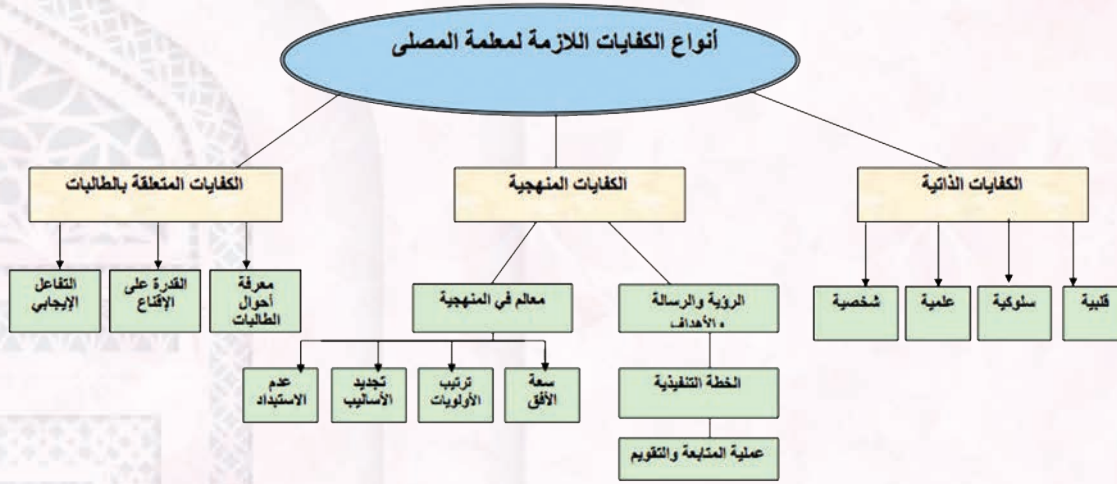 أنواع الكفايات اللازمة لمعلمة المصلى
الكفايات الذاتية
الكفايات المنهجية
الكفايات المتعلقة بالطالبات
قلبية
سلوكية
علمية
شخصية
الرؤية والرسالة
والأهداف
معالم في المنهجية
معرفة
أحوال
الطالبات
القدرة على
الإقناع
التفاعل
الإيجابي
الخطة التنفيذية
سعة
الأفق
ترتيب
الأولويات
تجديد
الأساليب
عدم
الاستبداد
عملية المتابعة والتقويم